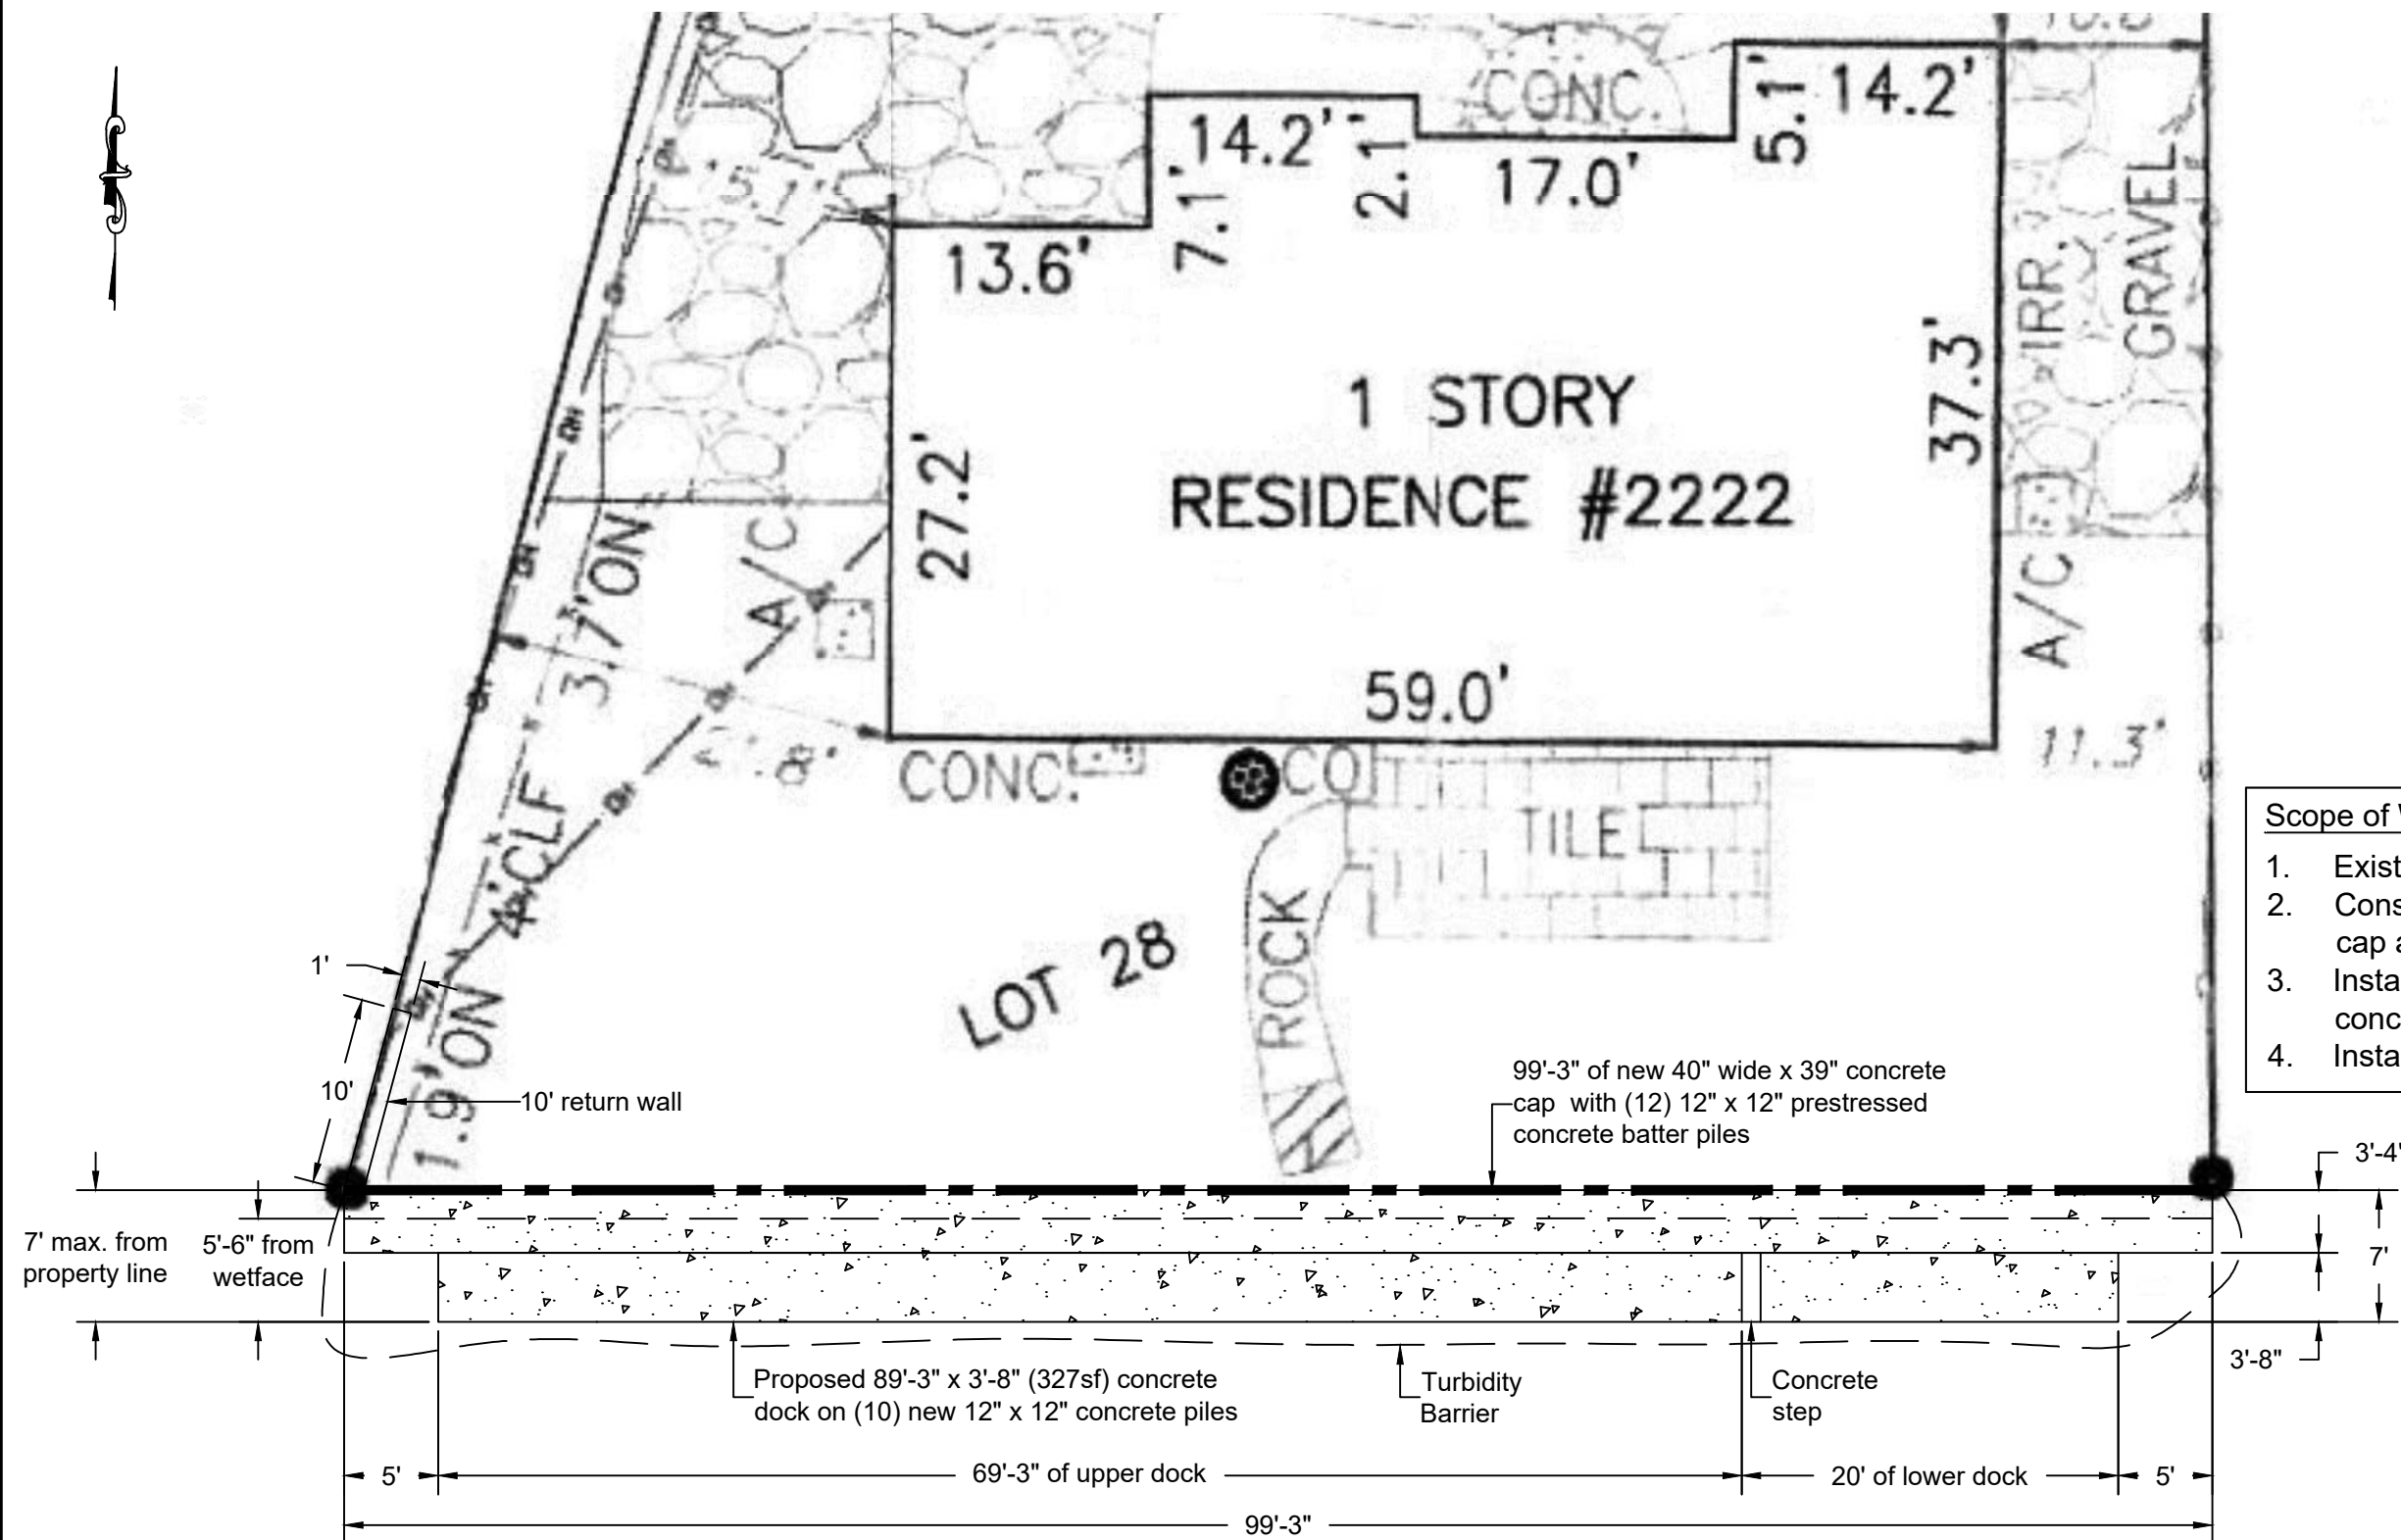 CONC.
5.1'
14.2'
14.2'
2.1'
17.0'
7.1'
13.6'
IRR.
GRAVEL
37.3'
1 STORY
RESIDENCE #2222
27.2'
A/C
3.7'ON
A/C
59.0'
11.3'
CONC.
CO
TILE
4'CLF
Scope of
1. Exist
2. Cons
cap a
3. Insta
conc
4. Insta
ROCK
LOT 28
1'
1.9'ON
10'
10' return wall
99'-3" of new 40" wide x 39" concrete
cap with (12) 12" x 12" prestressed
concrete batter piles
3'-4"
7' max. from
property line
5'-6" from
wetface
7'
3'-8"
Proposed 89'-3" x 3'-8" (327sf) concrete
dock on (10) new 12" x 12" concrete piles
Turbidity
Barrier
Concrete
step
5'
69'-3" of upper dock
20' of lower dock
5'
99'-3"